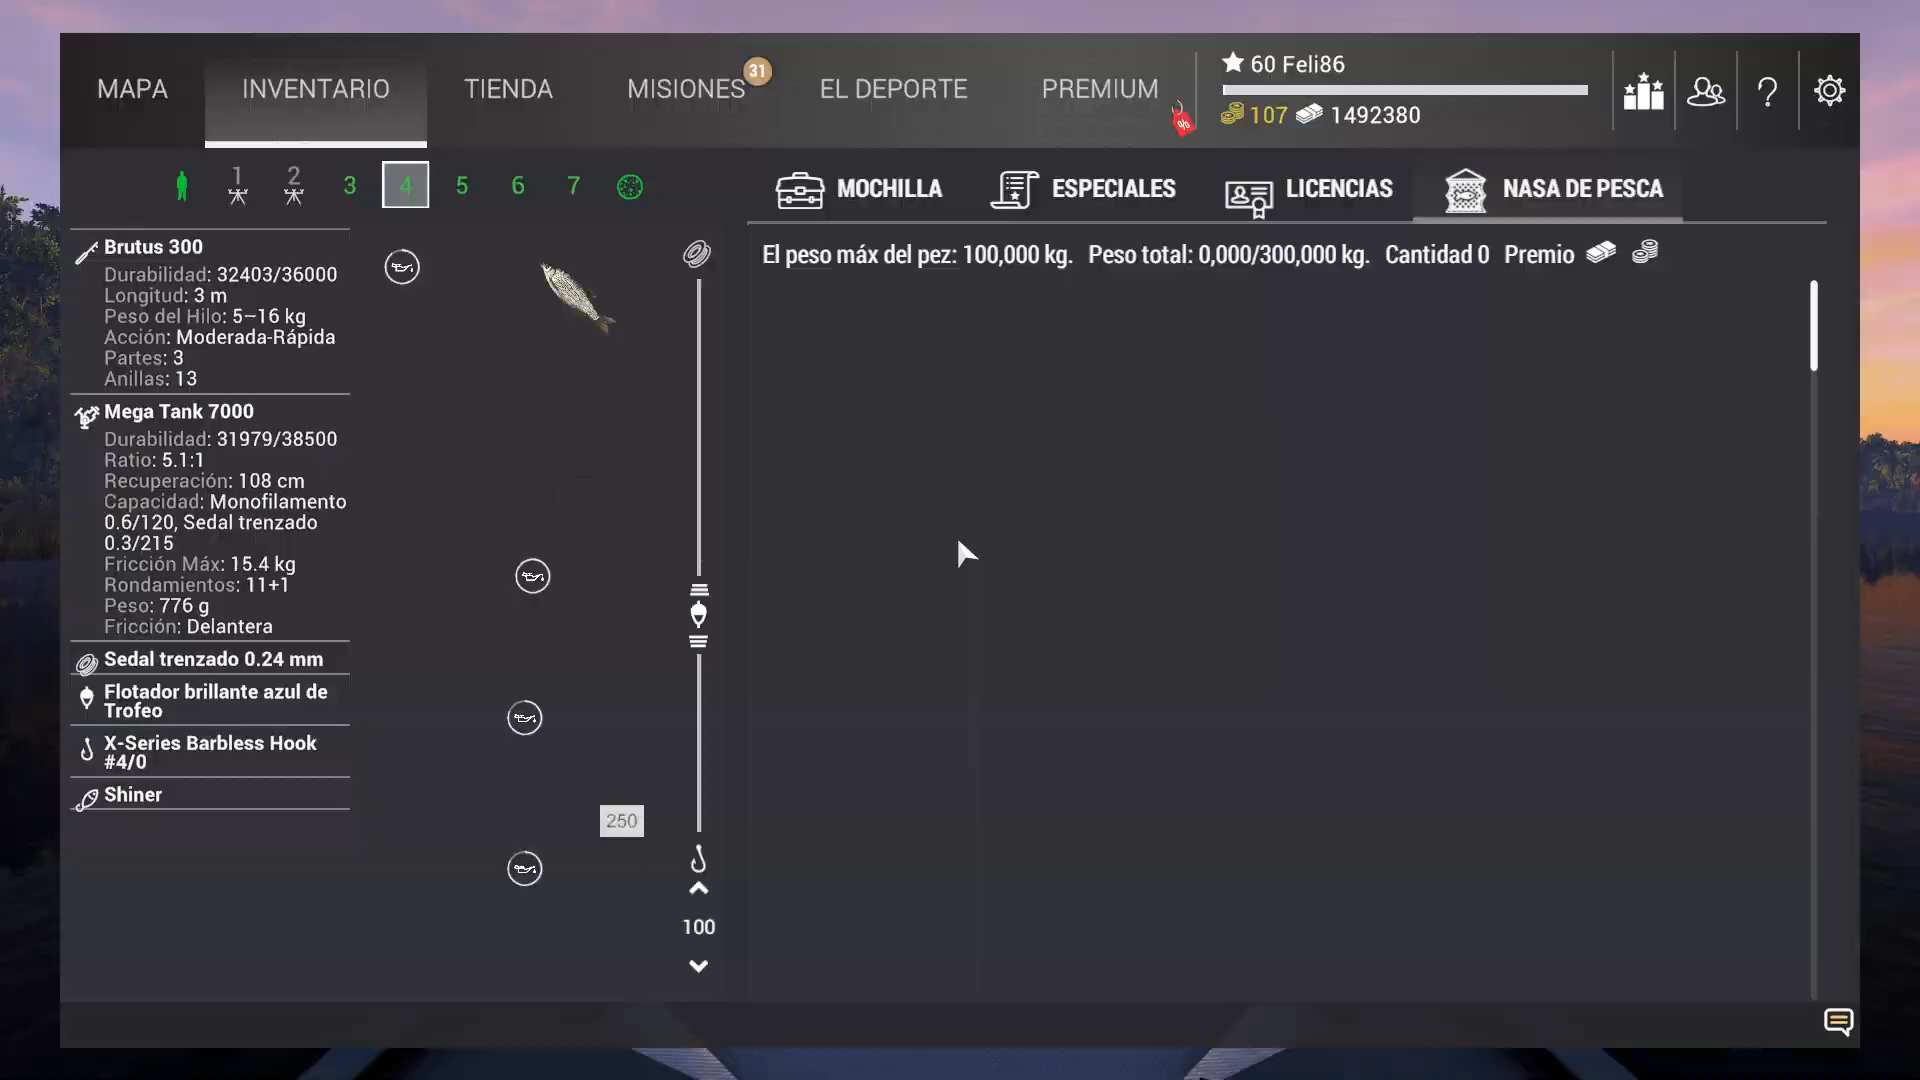 MAPA
INVENTARIO
TIENDA
MISIONES
31
EL DEPORTE
PREMIUM
%
60 Feli86
107 1492380
1 2 3 4 5 6 7
MOCHILLA
ESPECIALES
LICENCIAS
NASA DE PESCA
El peso máx del pez: 100,000 kg. Peso total: 0,000/300,000 kg. Cantidad 0 Premio
Brutus 300
Durabilidad: 32403/36000
Longitud: 3 m
Peso del Hilo: 5–16 kg
Acción: Moderada-Rápida
Partes: 3
Anillas: 13
Mega Tank 7000
Durabilidad: 31979/38500
Ratio: 5.1:1
Recuperación: 108 cm
Capacidad: Monofilamento
0.6/120, Sedal trenzado
0.3/215
Fricción Máx: 15.4 kg
Rondamientos: 11+1
Peso: 776 g
Fricción: Delantera
Sedal trenzado 0.24 mm
Flotador brillante azul de
Trofeo
X-Series Barbless Hook
#4/0
Shiner
250
100